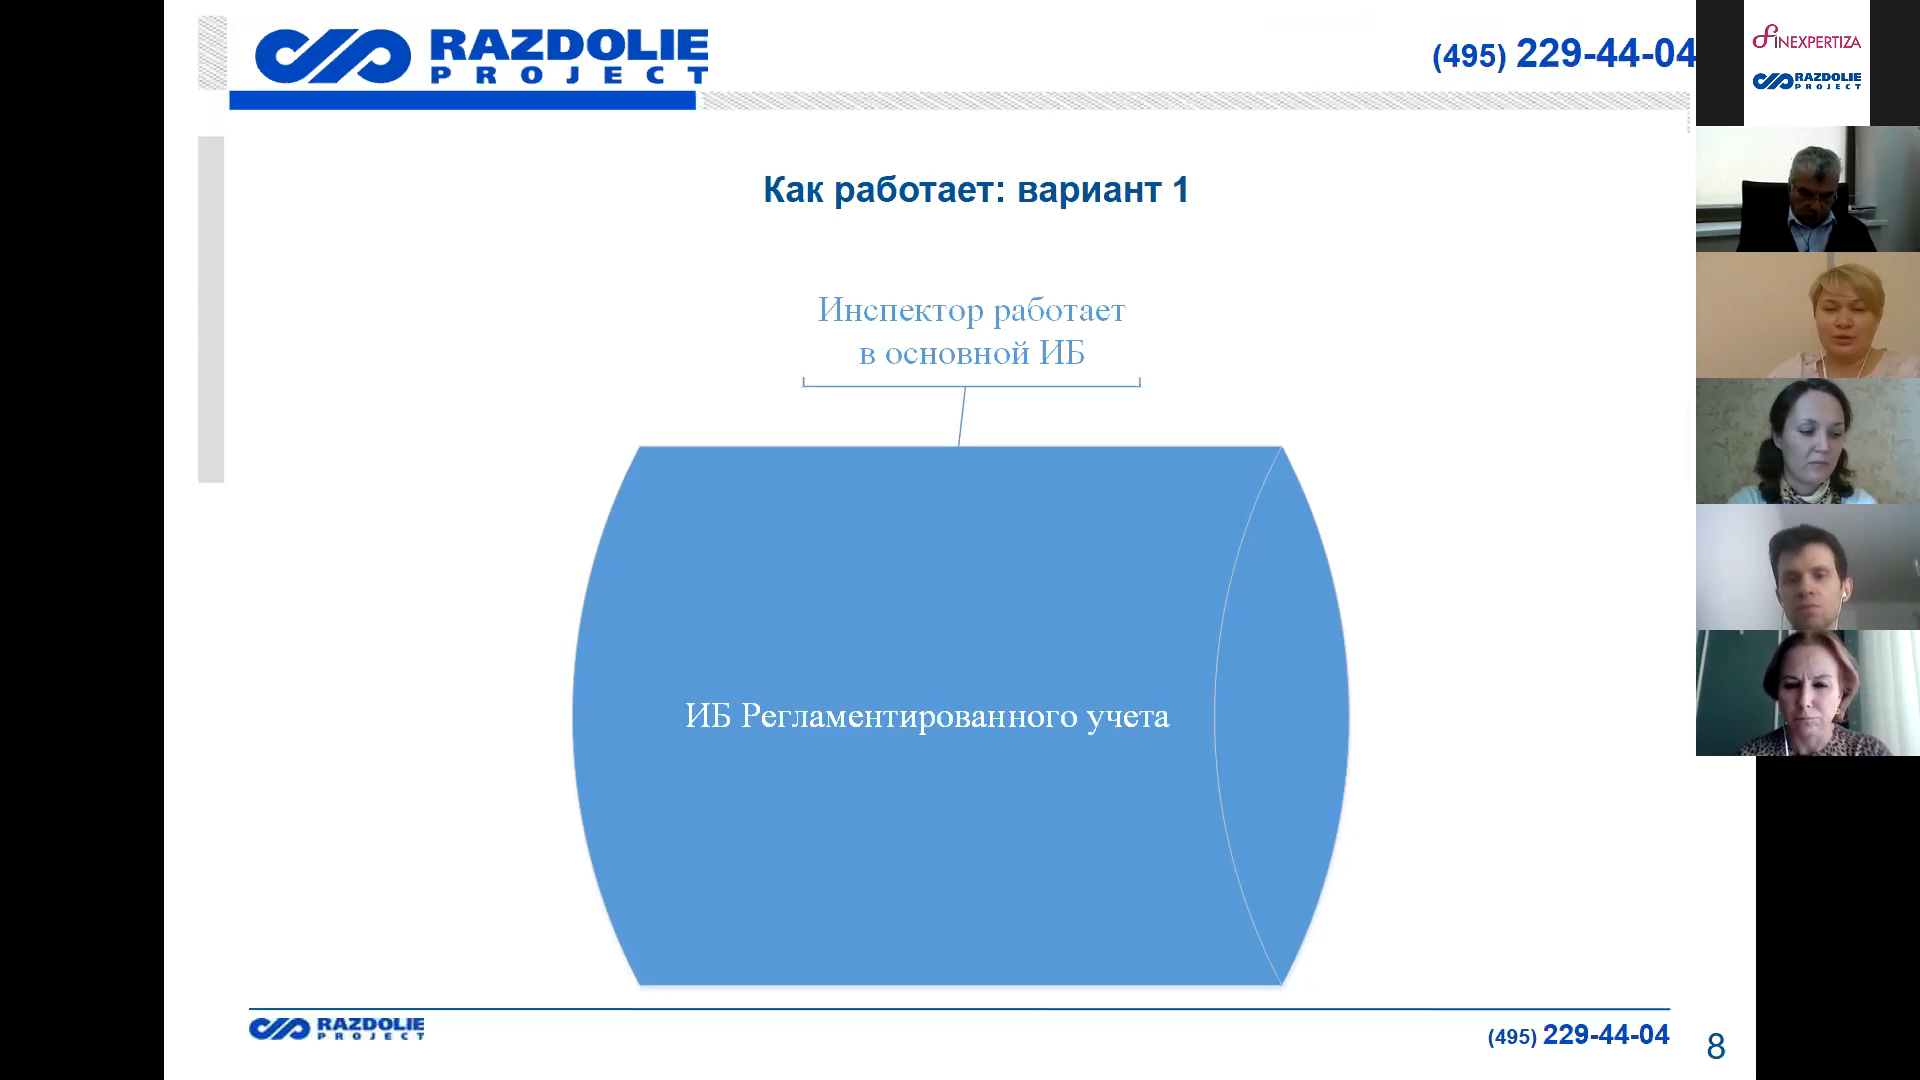 RAZDOLIE
PROJECT
(495) 229-44-04
FINEXPERTIZA
RAZDOLIE
PROJECT
Как работает: вариант 1
Инспектор работает
в основной ИБ
ИБ Регламентированного учета
RAZDOLIE
PROJECT
(495) 229-44-04
8